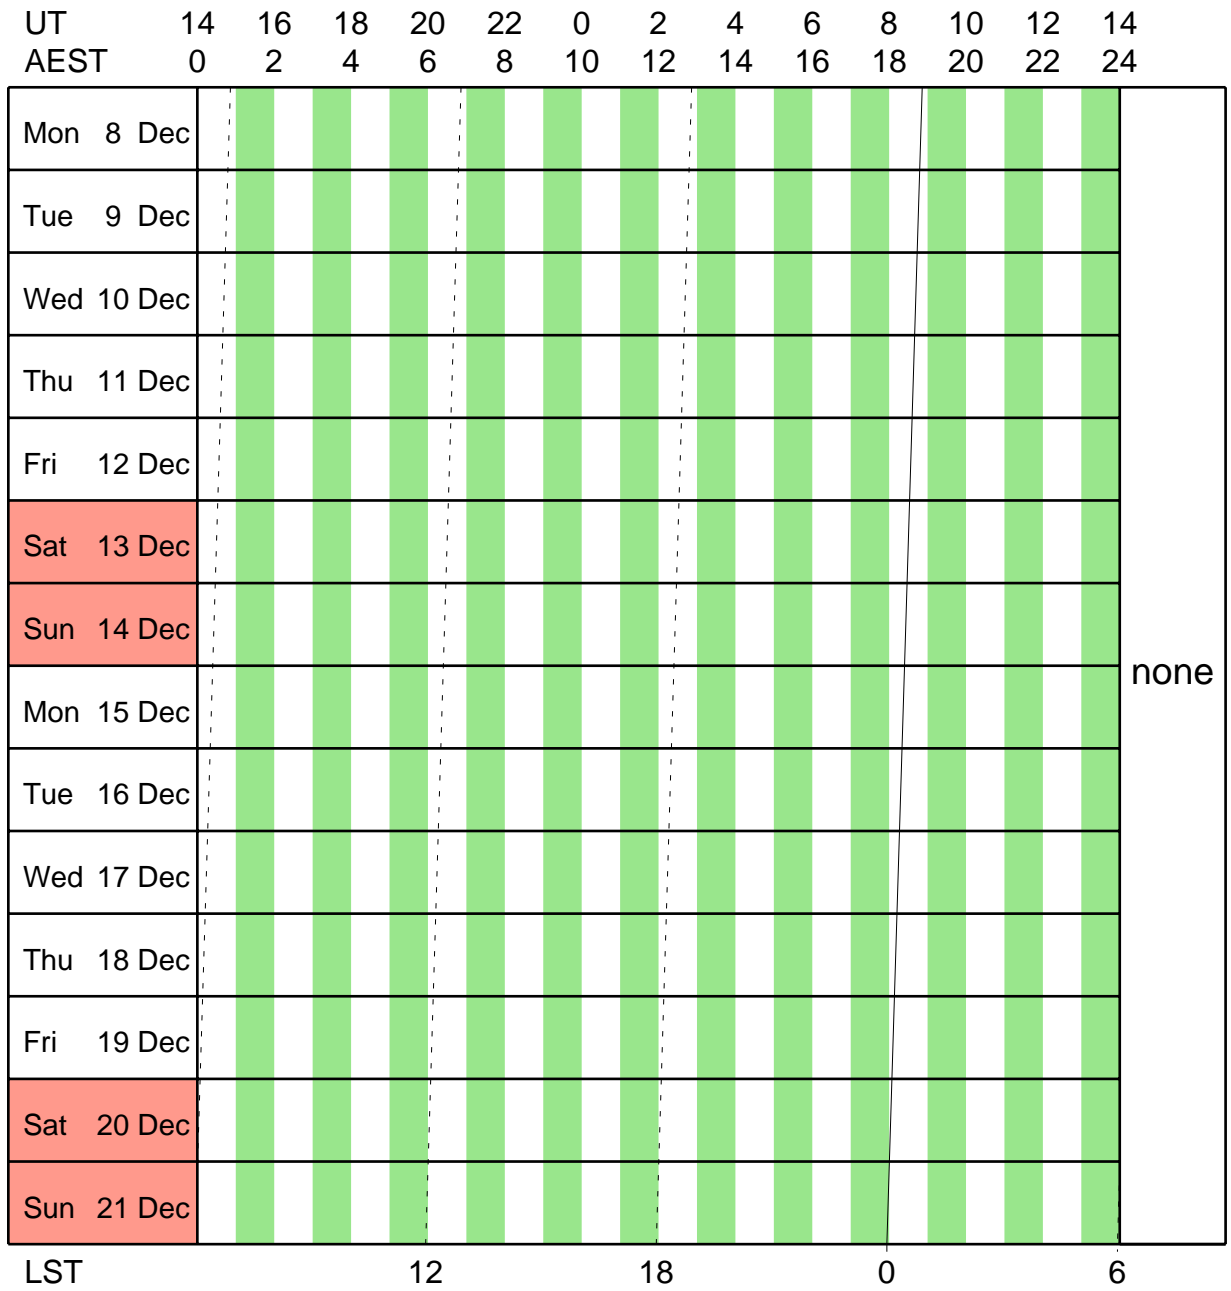 UT 14 16 18 20 22 0 2 4 6 8 10 12 14
AEST 0 2 4 6 8 10 12 14 16 18 20 22 24
Mon 8 Dec
Tue 9 Dec
Wed 10 Dec
Thu 11 Dec
Fri 12 Dec
Sat 13 Dec
Sun 14 Dec
none
Mon 15 Dec
Tue 16 Dec
Wed 17 Dec
Thu 18 Dec
Fri 19 Dec
Sat 20 Dec
Sun 21 Dec
LST 12 18 0 6